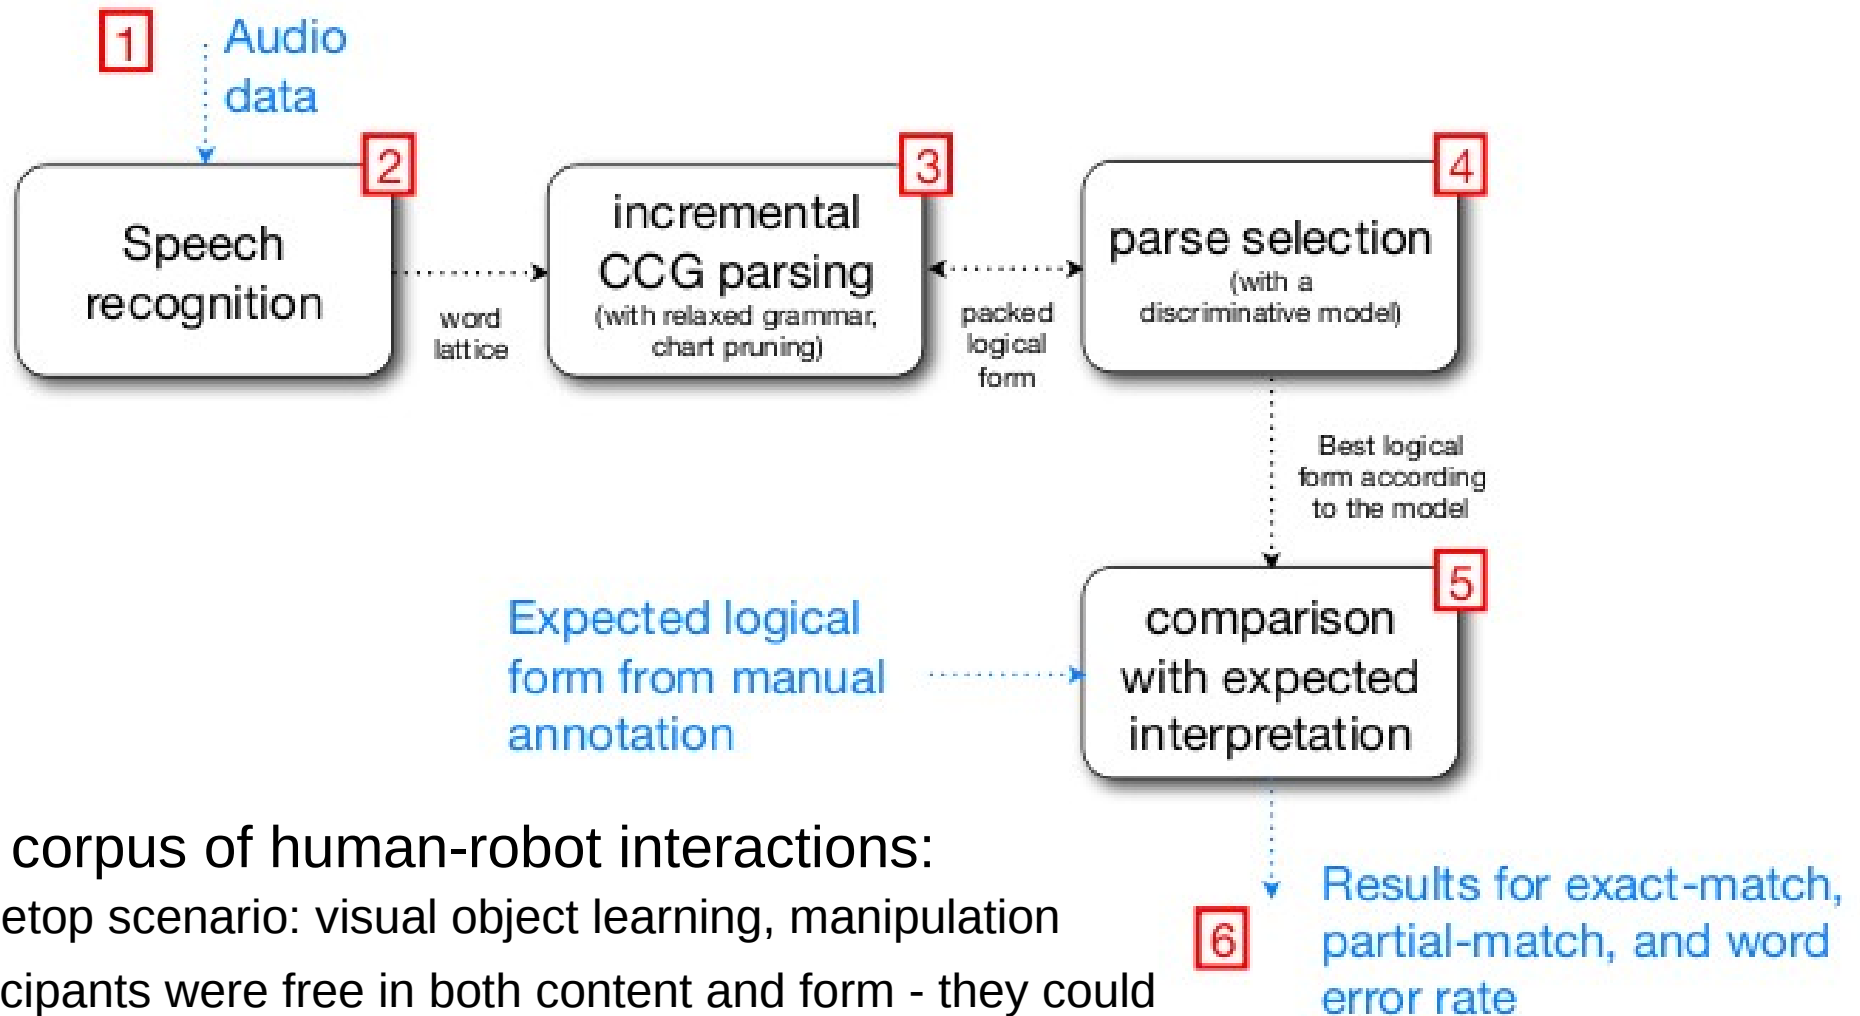 1
Audio
data
2
Speech
recognition
word
lattice
3
incremental
CCG parsing
(with relaxed grammar,
chart pruning)
packed
logical
form
4
parse selection
(with a
discriminative model)
Best logical
form according
to the model
5
comparison
with expected
interpretation
Expected logical
form from manual
annotation
6
Results for exact-match,
partial-match, and word
error rate
corpus of human-robot interactions:
etop scenario: visual object learning, manipulation
cipants were free in both content and form - they could